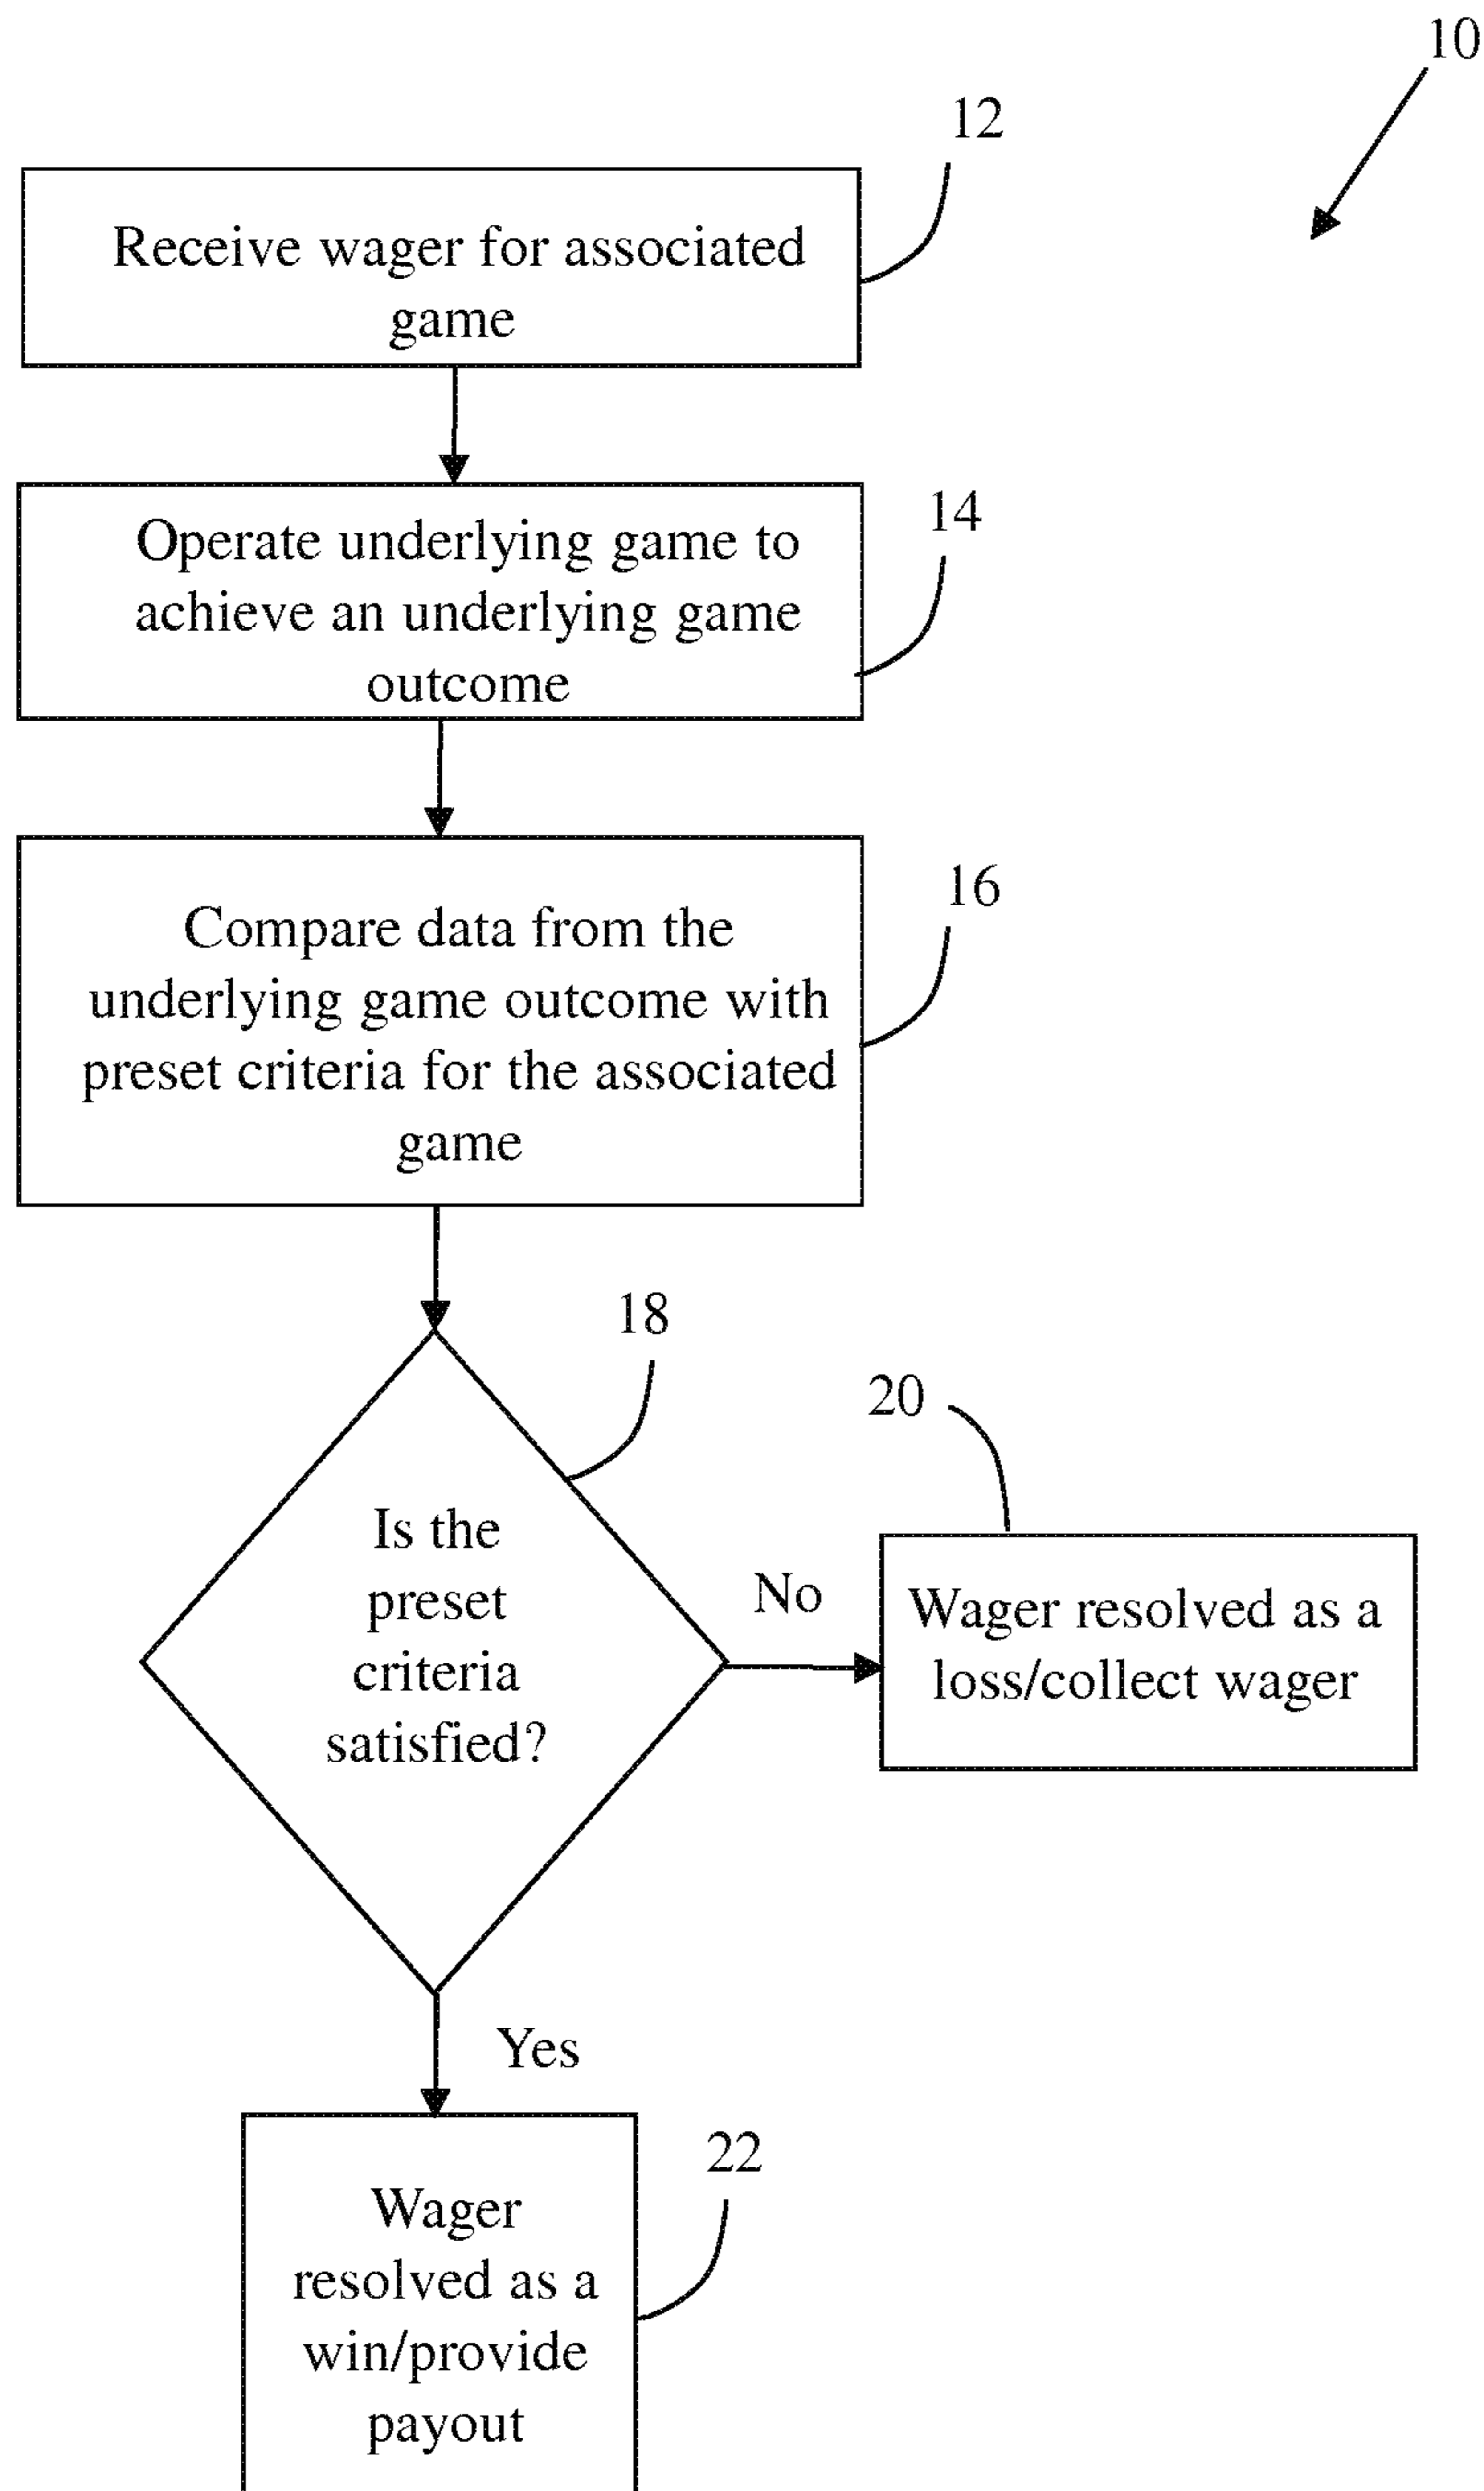 10
12
Receive wager for associated
game
14
Operate underlying game to
achieve an underlying game
outcome
16
Compare data from the
underlying game outcome with
preset criteria for the associated
game
18
Is the
preset
criteria
satisfied?
No
20
Wager resolved as a
loss/collect wager
Yes
22
Wager
resolved as a
win/provide
payout